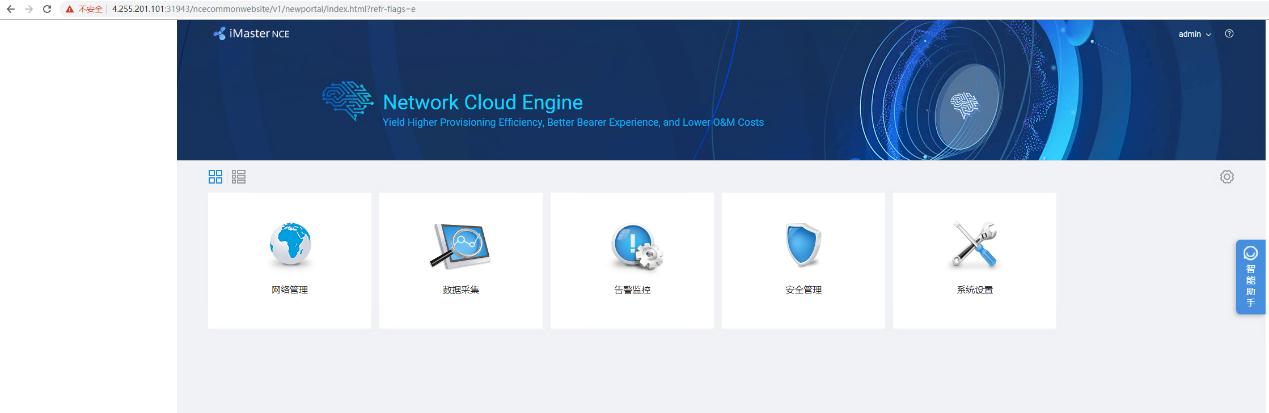 不安全 4.255.201.101:31943/ncecommonwebsite/v1/newportal/index.html?refr-flags=e
iMaster NCE
admin
Network Cloud Engine
Yield Higher Provisioning Efficiency, Better Bearer Experience, and Lower O&M Costs
网络管理
数据采集
告警监控
安全管理
系统设置
智能助手